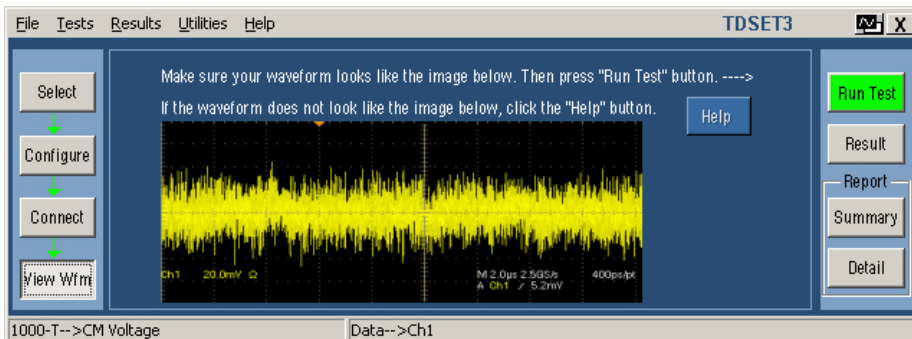 File Tests Results Utilities Help TDSET3 X
Make sure your waveform looks like the image below. Then press "Run Test" button. ---->
If the waveform does not look like the image below, click the "Help" button.
Help
Select
Configure
Connect
View Wfm
Ch1 20.0mV Ω
M 2.0µs 2.5GS/s 400ps/pt
A Ch1 / 5.2mV
Run Test
Result
Report
Summary
Detail
1000-T-->CM Voltage Data-->Ch1